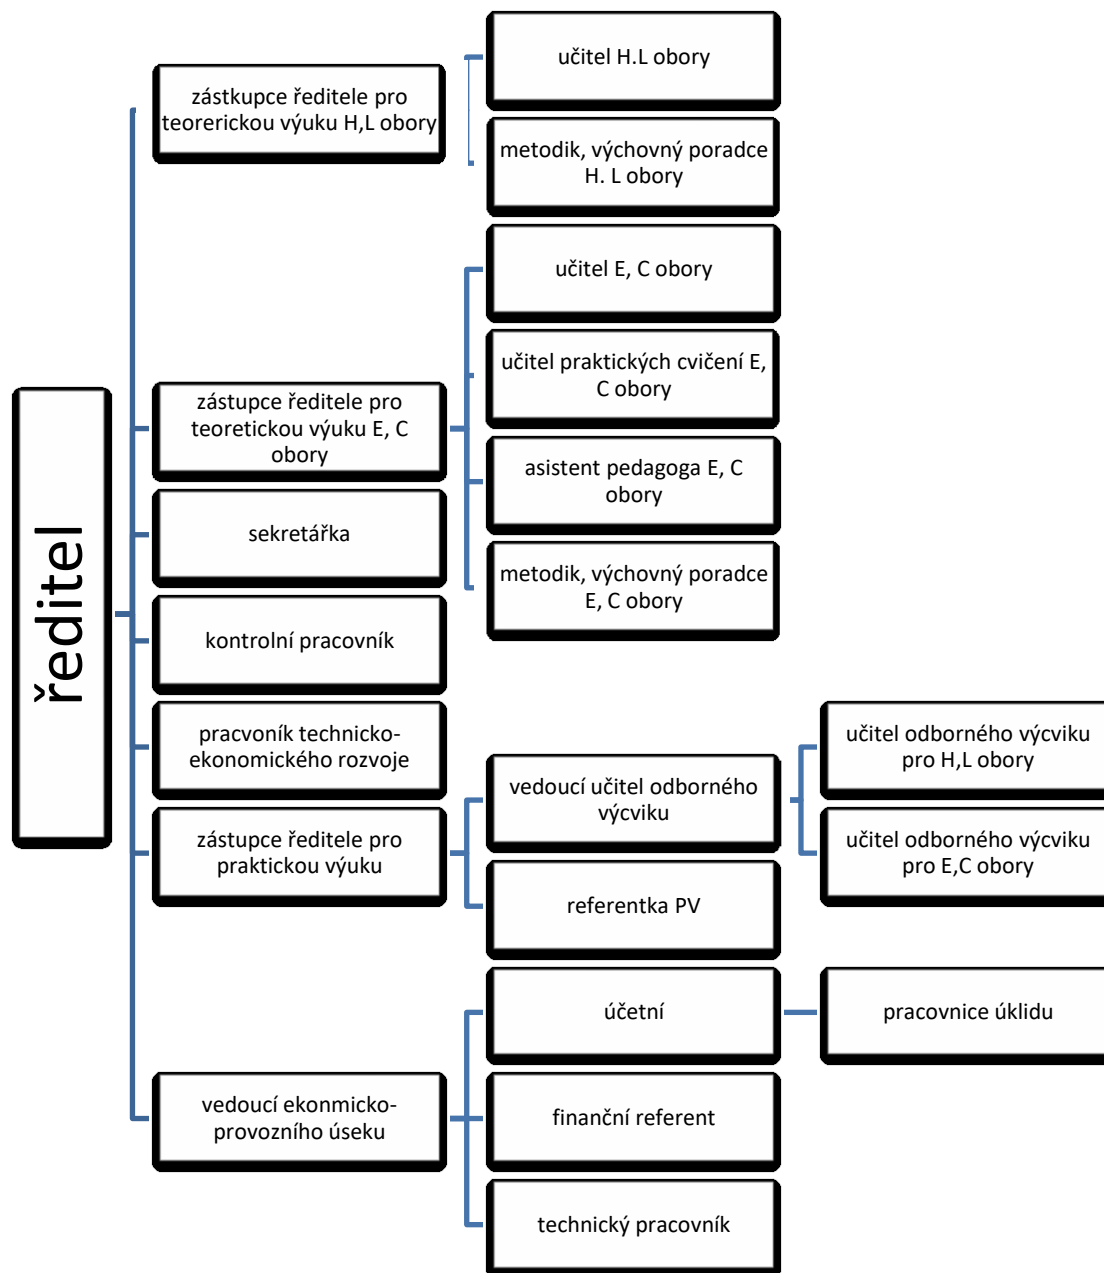 ředitel
zástkupce ředitele pro
teorerickou výuku H,L obory
učitel H.L obory
metodik, výchovný poradce
H. L obory
zástupce ředitele pro
teoretickou výuku E, C
obory
učitel E, C obory
učitel praktických cvičení E,
C obory
asistent pedagoga E, C
obory
metodik, výchovný poradce
E, C obory
sekretářka
kontrolní pracovník
pracvoník technicko-
ekonomického rozvoje
zástupce ředitele pro
praktickou výuku
vedoucí učitel odborného
výcviku
učitel odborného výcviku
pro H,L obory
učitel odborného výcviku
pro E,C obory
referentka PV
vedoucí ekonmicko-
provozního úseku
účetní
pracovnice úklidu
finanční referent
technický pracovník